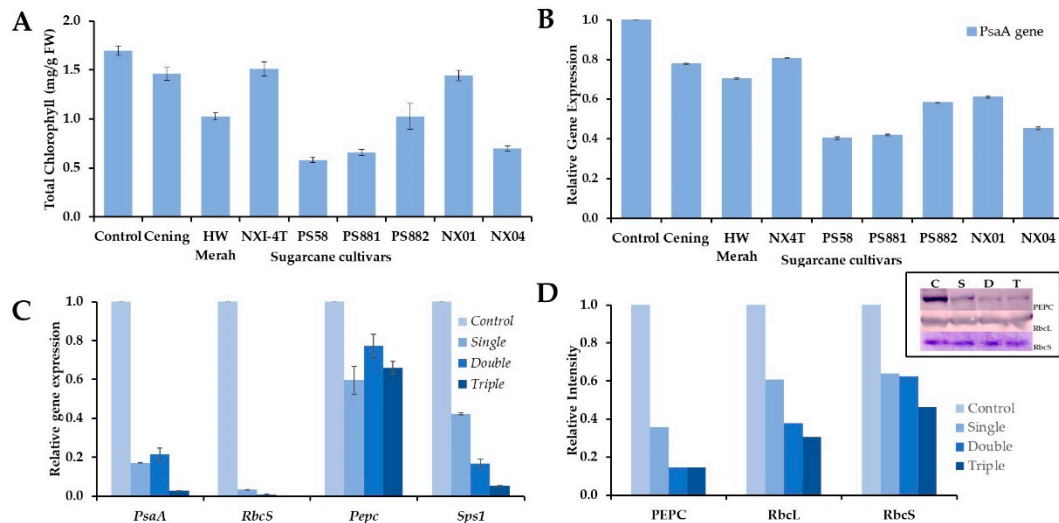 A
Total Chlorophyll (mg/g FW)
2.0
1.5
1.0
0.5
0.0
Control Cening HW Merah NXI-4T PS58 PS881 PS882 NX01 NX04
Sugarcane cultivars
B
Relative Gene Expression
1.0
0.8
0.6
0.4
0.2
0.0
PsaA gene
Control Cening HW Merah NX4T PS58 PS881 PS882 NX01 NX04
Sugarcane cultivars
C
Relative gene expression
1.0
0.8
0.6
0.4
0.2
0.0
Control
Single
Double
Triple
PsaA RbcS Pepc Sps1
D
Relative Intensity
1.0
0.8
0.6
0.4
0.2
0.0
C S D T
PEPC
RbcL
RbcS
Control
Single
Double
Triple
PEPC RbcL RbcS